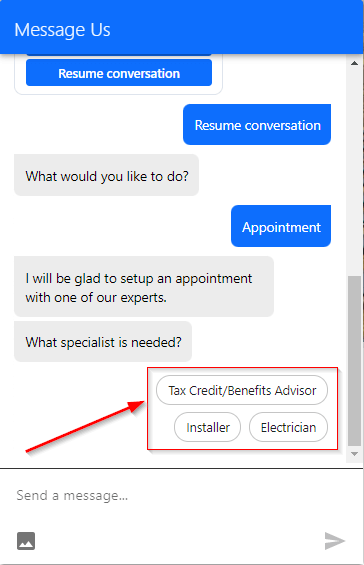 Message Us
Resume conversation
Resume conversation
What would you like to do?
Appointment
I will be glad to setup an appointment
with one of our experts.
What specialist is needed?
Tax Credit/Benefits Advisor
Installer
Electrician
Send a message...